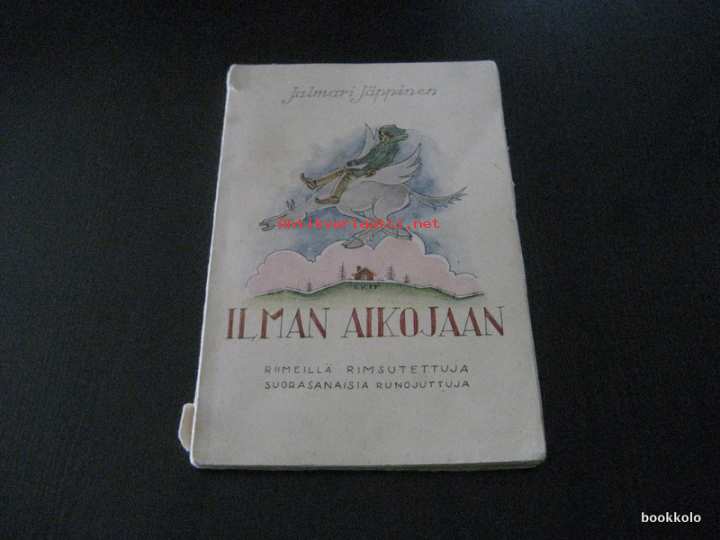 Jalmari Jäppinen
antikvariaatti.net
ILMAN AIKOJAAN
RIIMEILLÄ RIMSUTETTUJA
SUORASANAISIA RUNOJUTTUJA
bookkolo